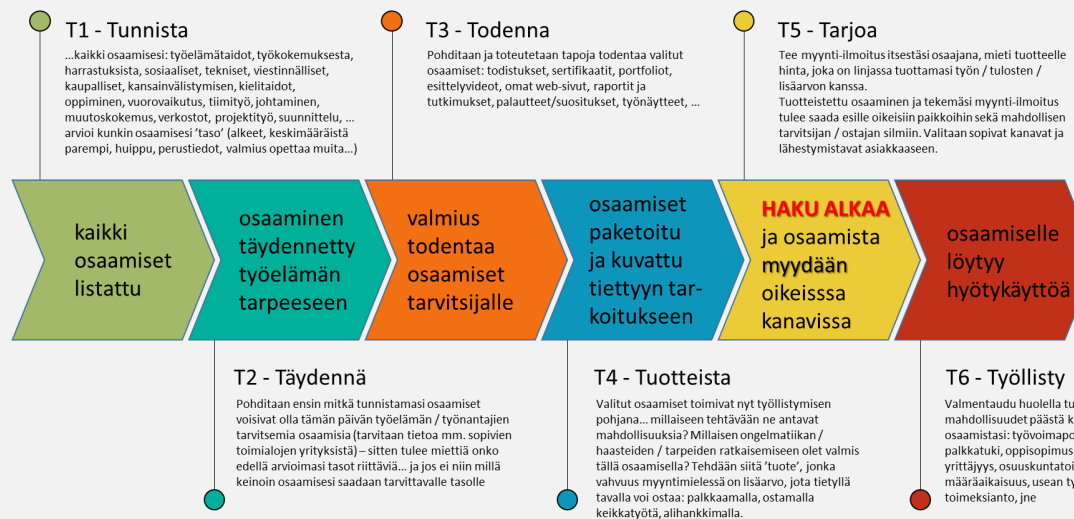 T1 - Tunnista
...kaikki osaamisesi: työelämätaidot, työkokemuksesta,
harrastuksista, sosiaaliset, tekniset, viestinnälliset,
kaupalliset, kansainvälistymisen, kielitaidot,
oppiminen, vuorovaikutus, tiimityö, johtaminen,
muutoskokemus, verkostot, projektityö, suunnittelu, ...
arvioi kunkin osaamisesi 'taso' (alkeet, keskimääräistä
parempi, huippu, perustiedot, valmius opettaa muita...)
T3 - Todenna
Pohditaan ja toteutetaan tapoja todentaa valitut
osaamiset: todistukset, sertifikaatit, portfoliot,
esittelyvideot, omat web-sivut, raportit ja
tutkimukset, palautteet/suositukset, työnäytteet, ...
T5 - Tarjoa
Tee myynti-ilmoitus itsestäsi osaajana, mieti tuotteelle
hinta, joka on linjassa tuottamasi työn / tulosten /
lisäarvon kanssa.
Tuotteistettu osaaminen ja tekemäsi myynti-ilmoitus
tulee saada esille oikeisiin paikkoihin sekä mahdollisen
tarvitsijan / ostajan silmiin. Valitaan sopivat kanavat ja
lähestymistavat asiakkaaseen.
kaikki
osaamiset
listattu
osaaminen
täydennetty
työelämän
tarpeeseen
valmius
todentaa
osaamiset
tarvitsijalle
osaamiset
paketoitu
ja kuvattu
tiettyyn tar-
koitukseen
HAKU ALKAA
ja osaamista
myydään
oikeisssa
kanavissa
osaamiselle
löytyy
hyötykäyttöä
T2 - Täydennä
Pohditaan ensin mitkä tunnistamasi osaamiset
voisivat olla tämän päivän työelämän / työnantajien
tarvitsemia osaamisia (tarvitaan tietoa mm. sopivien
toimialojen yrityksistä) – sitten tulee miettiä onko
edellä arvioimasi tasot riittäviä... ja jos ei niin millä
keinoin osaamisesi saadaan tarvittavalle tasolle
T4 - Tuotteista
Valitut osaamiset toimivat nyt työllistymisen
pohjana... millaiseen tehtävään ne antavat
mahdollisuuksia? Millaisen ongelmatiikan /
haasteiden / tarpeiden ratkaisemiseen olet valmis
tällä osaamisella? Tehdään siitä 'tuote', jonka
vahvuus myyntimielessä on lisäarvo, jota tietyllä
tavalla voi ostaa: palkkaamalla, ostamalla
keikkatyötä, alihankkimalla.
T6 - Työllisty
Valmentaudu huolella tu
mahdollisuudet päästä k
osaamistasi: työvoimapo
palkkatuki, oppisopimus
yrittäjyys, osuuskuntatoi
määräaikaisuus, usean ty
toimeksianto, jne